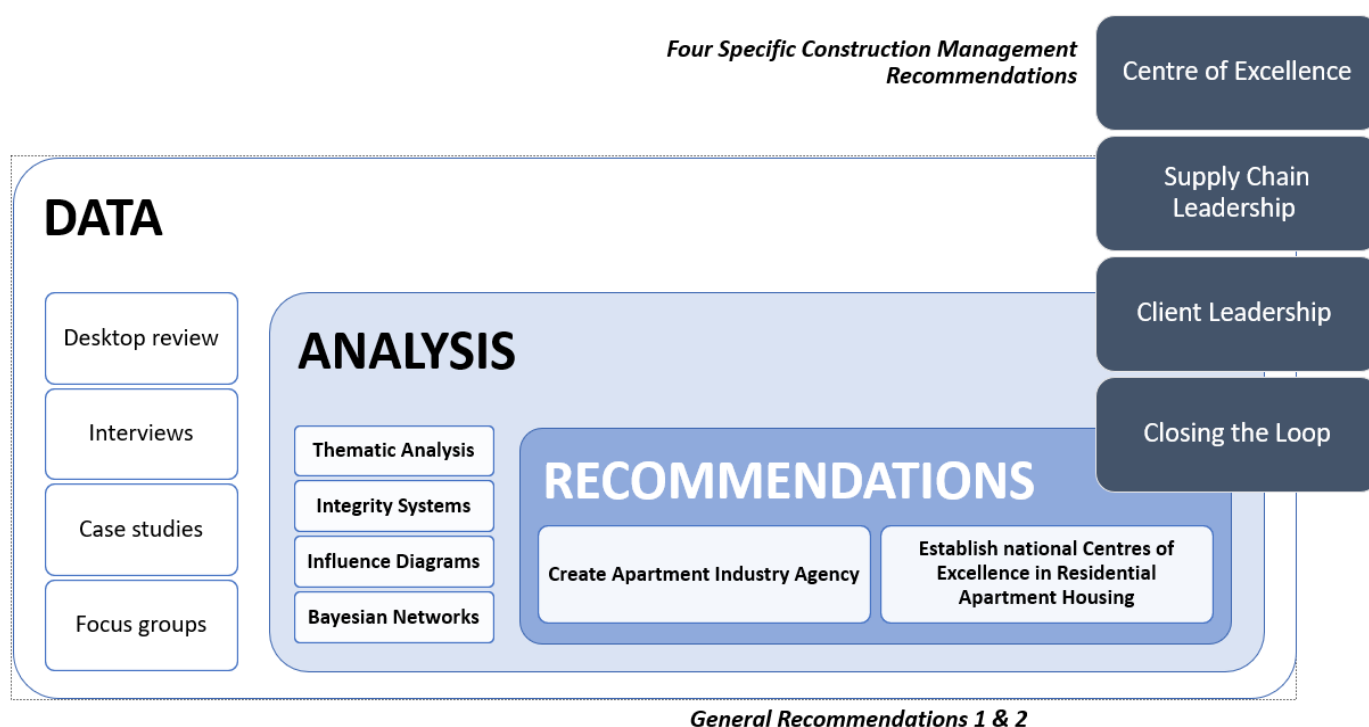 Four Specific Construction Management
Recommendations
Centre of Excellence
Supply Chain
Leadership
Client Leadership
Closing the Loop
DATA
Desktop review
Interviews
Case studies
Focus groups
ANALYSIS
Thematic Analysis
Integrity Systems
Influence Diagrams
Bayesian Networks
RECOMMENDATIONS
Create Apartment Industry Agency
Establish national Centres of
Excellence in Residential
Apartment Housing
General Recommendations 1 & 2